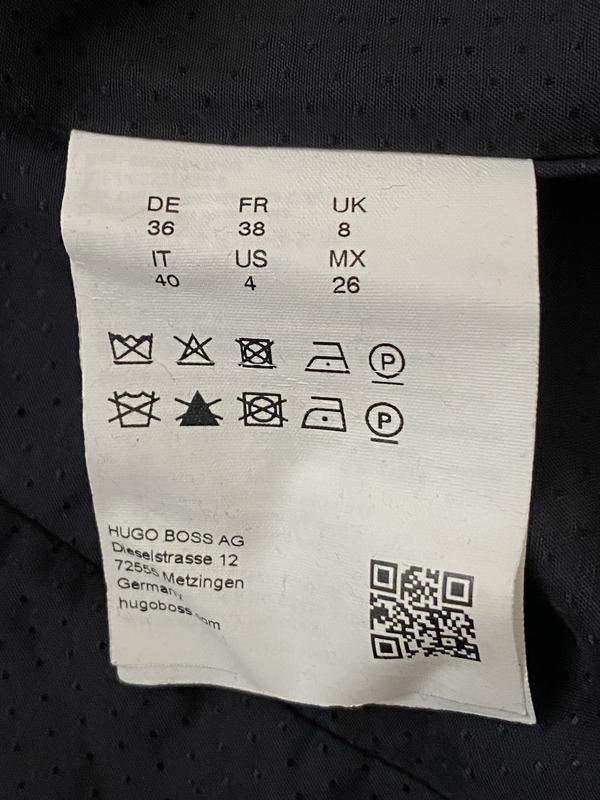 DE FR UK
36 38 8
IT US MX
40 4 26
P
P
HUGO BOSS AG
Dieselstrasse 12
72555 Metzingen
Germany
hugoboss.com